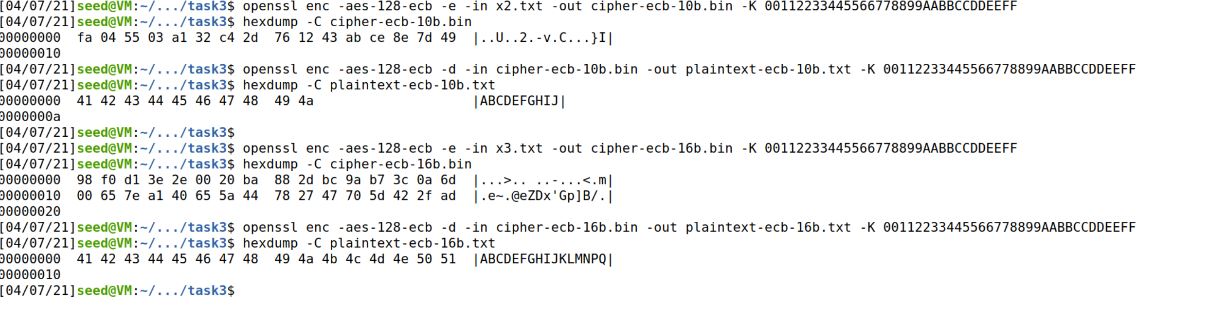 [04/07/21]seed@VM:~/.../task3$ openssl enc -aes-128-ecb -e -in x2.txt -out cipher-ecb-10b.bin -K 00112233445566778899AABBCCDDEEFF
[04/07/21]seed@VM:~/.../task3$ hexdump -C cipher-ecb-10b.bin
00000000  fa 04 55 03 a1 32 c4 2d  76 12 43 ab ce 8e 7d 49  |..U..2.-v.C...}I|
00000010
[04/07/21]seed@VM:~/.../task3$ openssl enc -aes-128-ecb -d -in cipher-ecb-10b.bin -out plaintext-ecb-10b.txt -K 00112233445566778899AABBCCDDEEFF
[04/07/21]seed@VM:~/.../task3$ hexdump -C plaintext-ecb-10b.txt
00000000  41 42 43 44 45 46 47 48  49 4a                    |ABCDEFGHIJ|
0000000a
[04/07/21]seed@VM:~/.../task3$
[04/07/21]seed@VM:~/.../task3$ openssl enc -aes-128-ecb -e -in x3.txt -out cipher-ecb-16b.bin -K 00112233445566778899AABBCCDDEEFF
[04/07/21]seed@VM:~/.../task3$ hexdump -C cipher-ecb-16b.bin
00000000  98 f0 d1 3e 2e 00 20 ba  88 2d bc 9a b7 3c 0a 6d  |...>.. ..-...<.m|
00000010  00 65 7e a1 40 65 5a 44  78 27 47 70 5d 42 2f ad  |.e~.@eZDx'Gp]B/.|
00000020
[04/07/21]seed@VM:~/.../task3$ openssl enc -aes-128-ecb -d -in cipher-ecb-16b.bin -out plaintext-ecb-16b.txt -K 00112233445566778899AABBCCDDEEFF
[04/07/21]seed@VM:~/.../task3$ hexdump -C plaintext-ecb-16b.txt
00000000  41 42 43 44 45 46 47 48  49 4a 4b 4c 4d 4e 50 51  |ABCDEFGHIJKLMNPQ|
00000010
[04/07/21]seed@VM:~/.../task3$